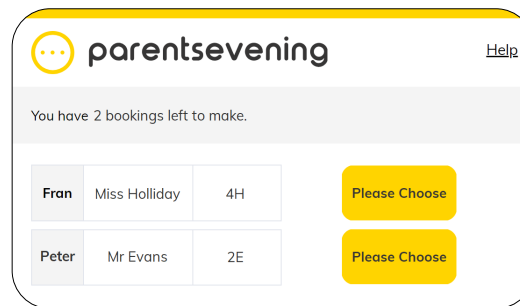 parentsevening
Help
You have 2 bookings left to make.
Fran Miss Holliday 4H Please Choose
Peter Mr Evans 2E Please Choose